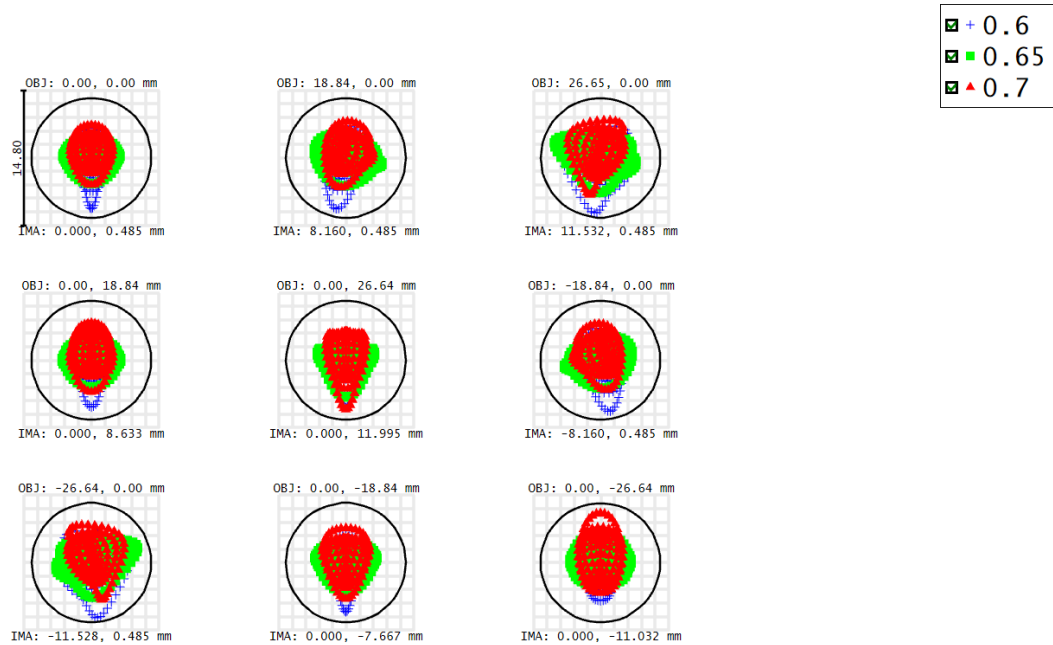 + 0.6
0.65
0.7
OBJ: 0.00, 0.00 mm
OBJ: 18.84, 0.00 mm
OBJ: 26.65, 0.00 mm
14.80
IMA: 0.000, 0.485 mm
IMA: 8.160, 0.485 mm
IMA: 11.532, 0.485 mm
OBJ: 0.00, 18.84 mm
OBJ: 0.00, 26.64 mm
OBJ: -18.84, 0.00 mm
IMA: 0.000, 8.633 mm
IMA: 0.000, 11.995 mm
IMA: -8.160, 0.485 mm
OBJ: -26.64, 0.00 mm
OBJ: 0.00, -18.84 mm
OBJ: 0.00, -26.64 mm
IMA: -11.528, 0.485 mm
IMA: 0.000, -7.667 mm
IMA: 0.000, -11.032 mm